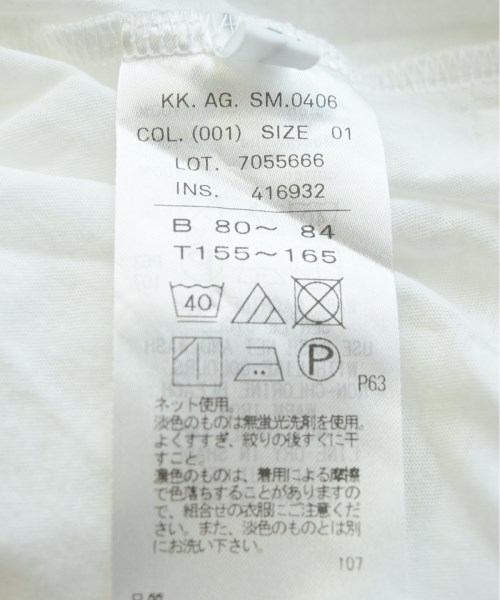 KK. AG. SM.0406
COL. (001) SIZE 01
LOT. 7055666
INS. 416932
B 80～ 84
T155～165
40
P
P63
ネット使用。
淡色のものは無蛍光洗剤を使用。
よくすすぎ、絞りの後すぐに干
すこと。
濃色のものは、着用による摩擦
で色落ちすることがありますの
で、組合せの衣服にご注意くだ
さい。また、淡色のものとは別
にお洗い下さい。
107